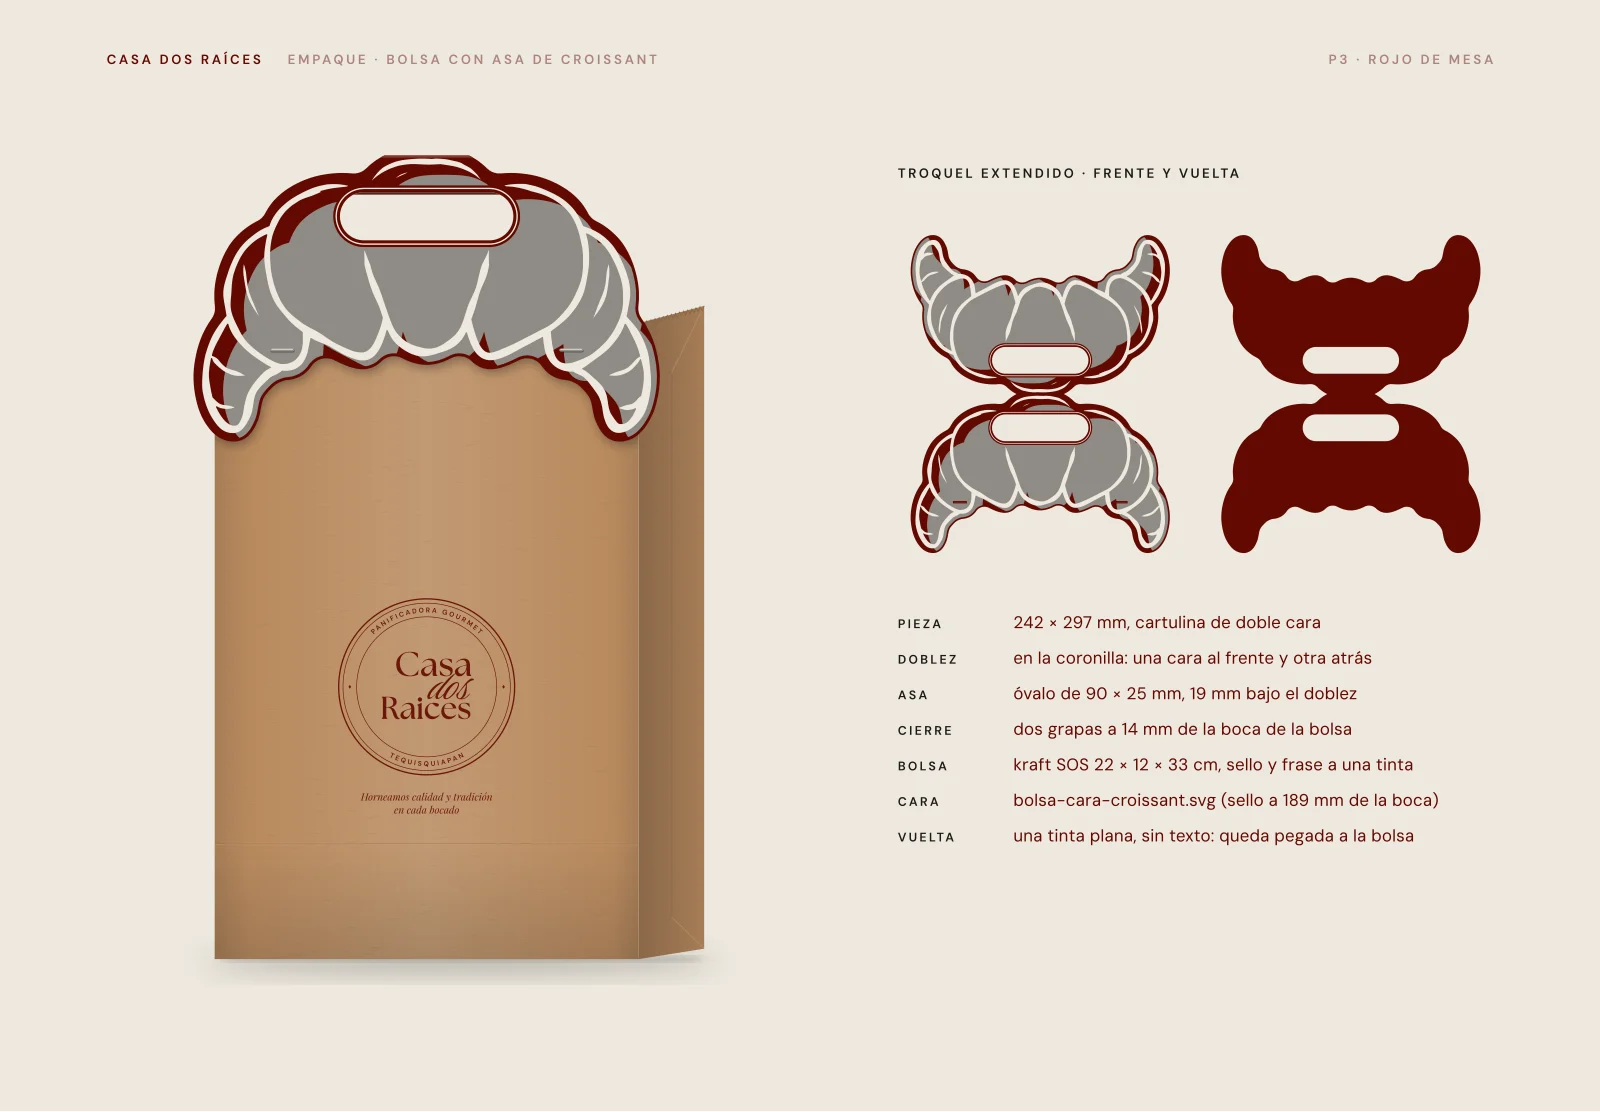 CASA DOS RAÍCES EMPAQUE · BOLSA CON ASA DE CROISSANT
P3 · ROJO DE MESA
PANIFICADORA GOURMET
Casa
dos
Raíces
TEQUISQUIAPAN
Horneamos calidad y tradición
en cada bocado
TROQUEL EXTENDIDO · FRENTE Y VUELTA
PIEZA 242 × 297 mm, cartulina de doble cara
DOBLEZ en la coronilla: una cara al frente y otra atrás
ASA óvalo de 90 × 25 mm, 19 mm bajo el doblez
CIERRE dos grapas a 14 mm de la boca de la bolsa
BOLSA kraft SOS 22 × 12 × 33 cm, sello y frase a una tinta
CARA bolsa-cara-croissant.svg (sello a 189 mm de la boca)
VUELTA una tinta plana, sin texto: queda pegada a la bolsa